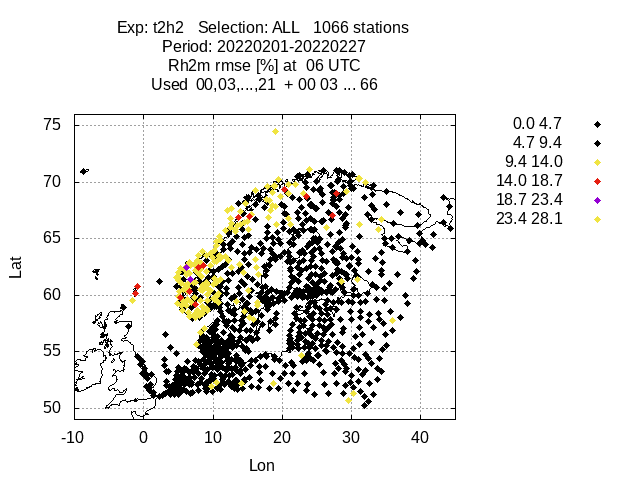 Exp: t2h2   Selection: ALL   1066 stations
Period: 20220201-20220227
Rh2m rmse [%] at  06 UTC
Used  00,03,...,21  + 00 03 ... 66
0.0 4.7
4.7 9.4
9.4 14.0
14.0 18.7
18.7 23.4
23.4 28.1
75
70
65
60
55
50
Lat
-10 0 10 20 30 40
Lon